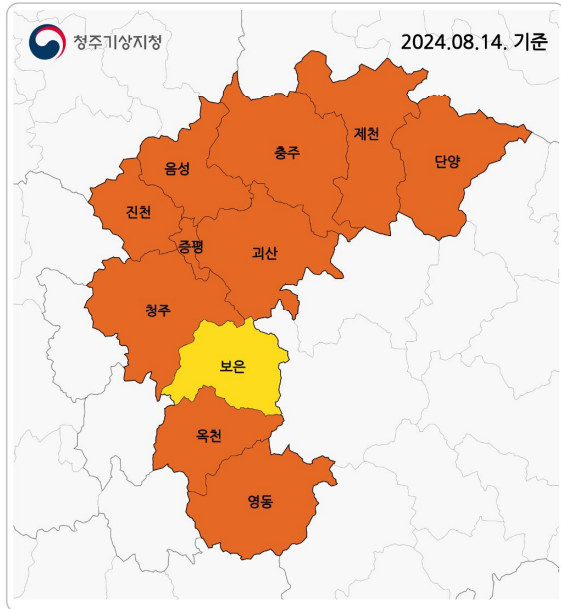 청주기상지청
2024.08.14. 기준
제천
충주
단양
음성
진천
증평
괴산
청주
보은
옥천
영동